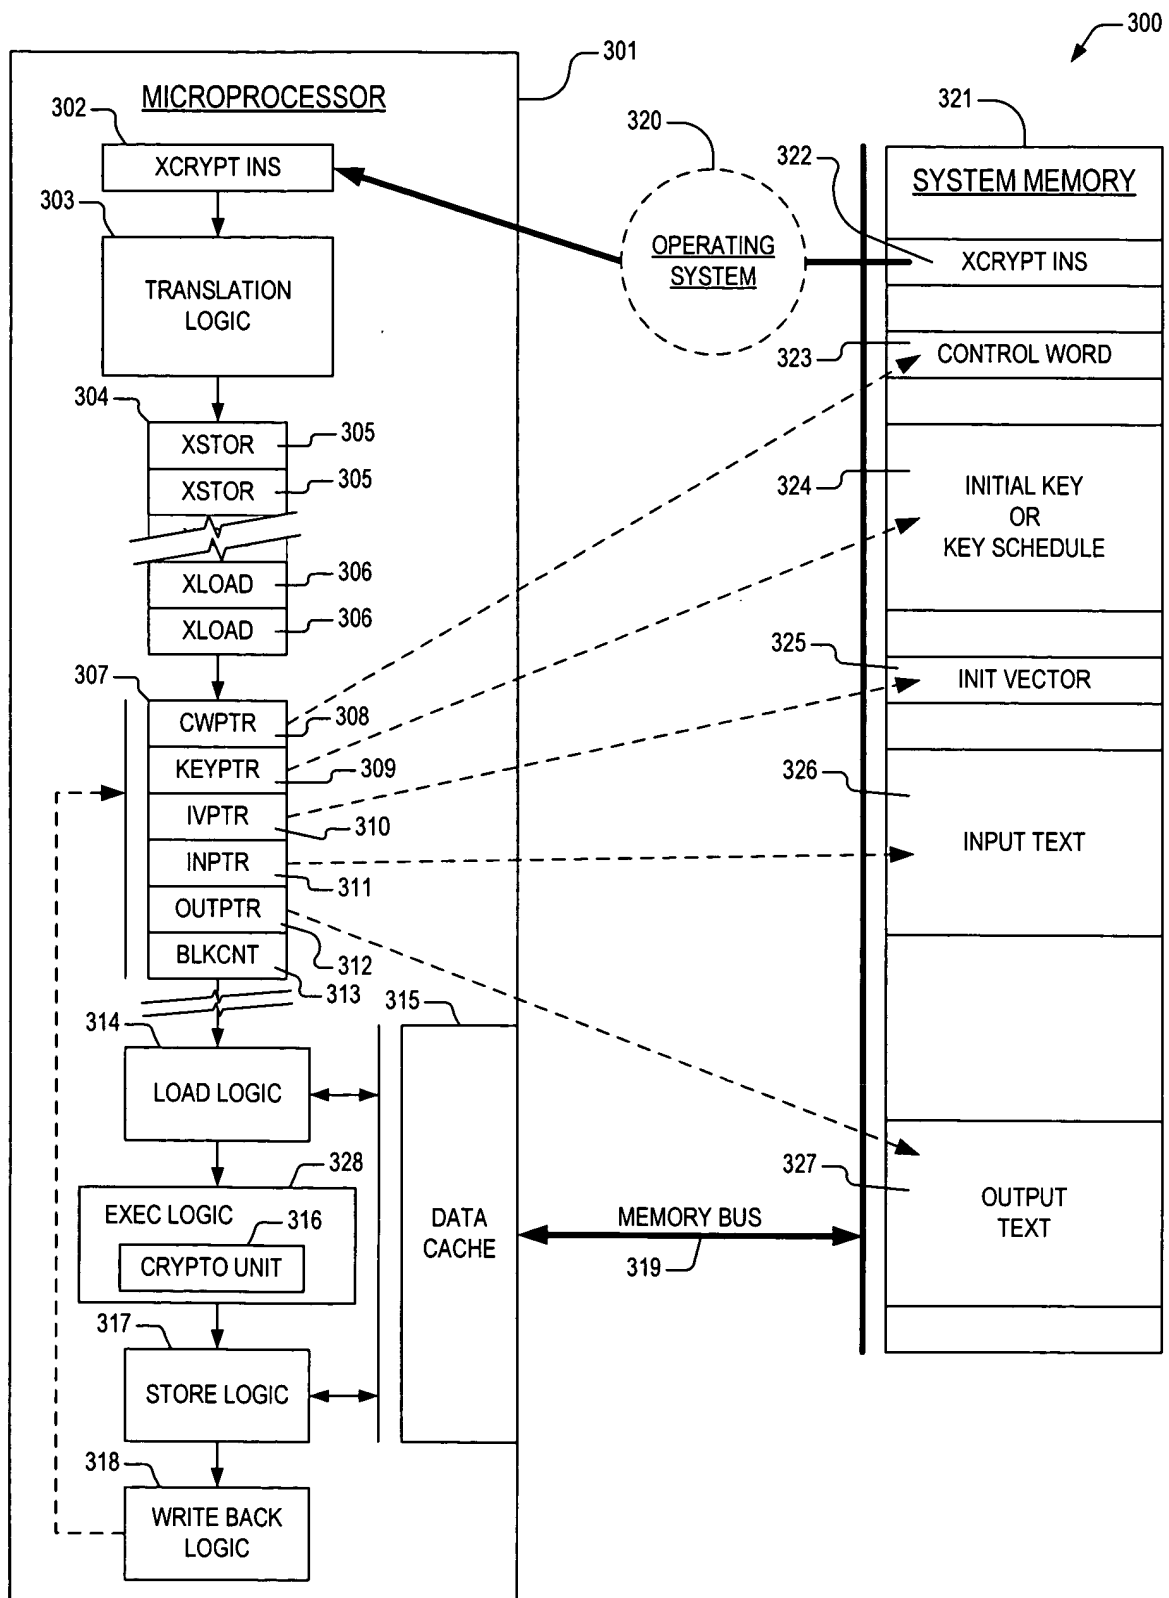 300
301
MICROPROCESSOR
302
XCRYPT INS
303
TRANSLATION
LOGIC
304
XSTOR
305
XSTOR
305
XLOAD
306
XLOAD
306
307
CWPTR
308
KEYPTR
309
IVPTR
310
INPTR
311
OUTPTR
312
BLKCNT
313
314
LOAD LOGIC
315
DATA
CACHE
328
EXEC LOGIC
316
CRYPTO UNIT
317
STORE LOGIC
318
WRITE BACK
LOGIC
320
OPERATING
SYSTEM
MEMORY BUS
319
321
SYSTEM MEMORY
322
XCRYPT INS
323
CONTROL WORD
324
INITIAL KEY
OR
KEY SCHEDULE
325
INIT VECTOR
326
INPUT TEXT
327
OUTPUT
TEXT